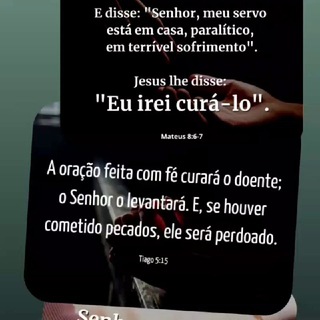 E disse: "Senhor, meu servo
está em casa, paralítico,
em terrível sofrimento".
Jesus lhe disse:
"Eu irei curá-lo".
Mateus 8:6-7
A oração feita com fé curará o doente;
o Senhor o levantará. E, se houver
cometido pecados, ele será perdoado.
Tiago 5:15